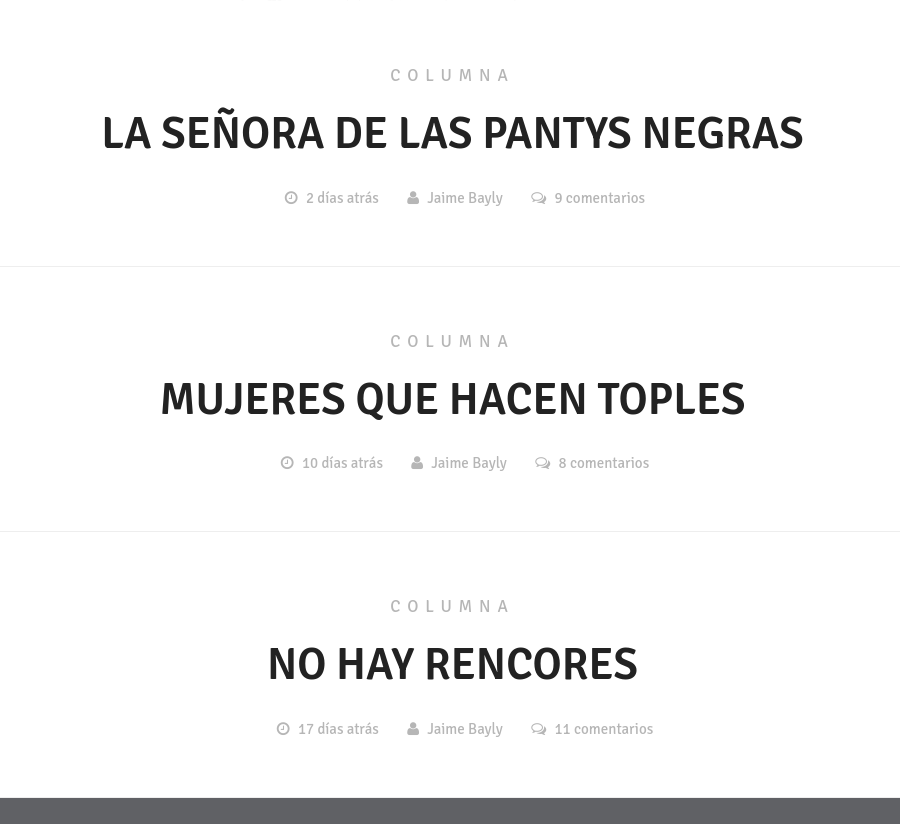 COLUMNA
LA SEÑORA DE LAS PANTYS NEGRAS
2 días atrás Jaime Bayly 9 comentarios
COLUMNA
MUJERES QUE HACEN TOPLES
10 días atrás Jaime Bayly 8 comentarios
COLUMNA
NO HAY RENCORES
17 días atrás Jaime Bayly 11 comentarios